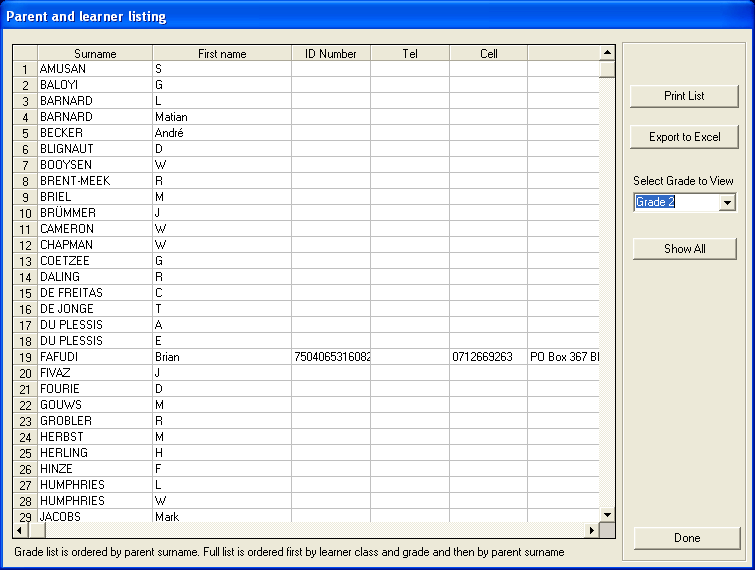 Parent and learner listing
Surname First name ID Number Tel Cell
1 AMUSAN S
2 BALOYI G
3 BARNARD L
4 BARNARD Matian
5 BECKER André
6 BLIGNAUT D
7 BOOYSEN W
8 BRENT-MEEK R
9 BRIEL M
10 BRÜMMER J
11 CAMERON W
12 CHAPMAN W
13 COETZEE G
14 DALING R
15 DE FREITAS C
16 DE JONGE T
17 DU PLESSIS A
18 DU PLESSIS E
19 FAFUDI Brian 7504065316082 0712669263 PO Box 367 Bl
20 FIVAZ J
21 FOURIE D
22 GOUWS M
23 GROBLER R
24 HERBST M
25 HERLING H
26 HINZE F
27 HUMPHRIES L
28 HUMPHRIES W
29 JACOBS Mark
Print List
Export to Excel
Select Grade to View
Grade 2
Show All
Done
Grade list is ordered by parent surname. Full list is ordered first by learner class and grade and then by parent surname